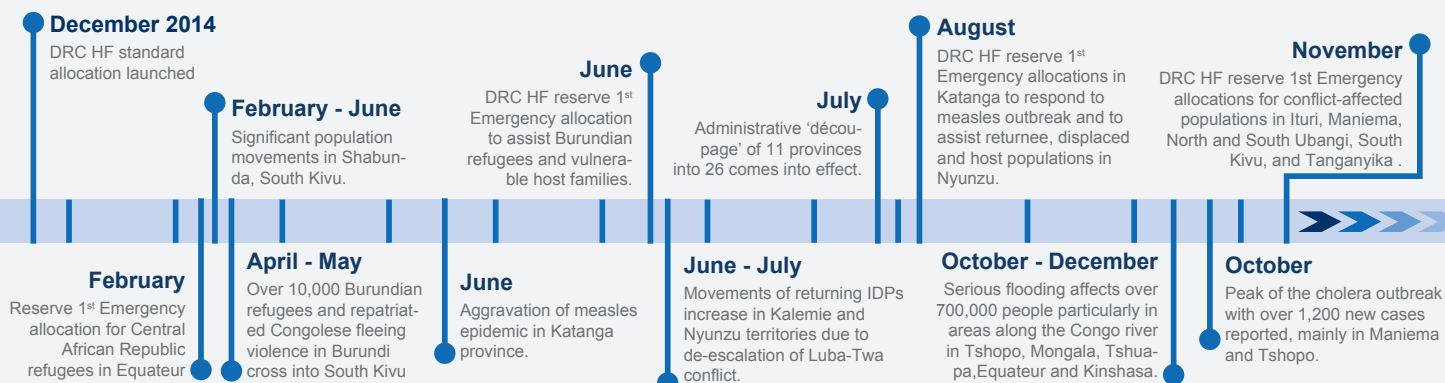 December 2014
DRC HF standard
allocation launched
February - June
Significant population
movements in Shabun-
da, South Kivu.
June
DRC HF reserve 1st
Emergency allocation
to assist Burundian
refugees and vulnera-
ble host families.
July
Administrative ‘décou-
page’ of 11 provinces
into 26 comes into effect.
August
DRC HF reserve 1st
Emergency allocations in
Katanga to respond to
measles outbreak and to
assist returnee, displaced
and host populations in
Nyunzu.
November
DRC HF reserve 1st Emergency
allocations for conflict-affected
populations in Ituri, Maniema,
North and South Ubangi, South
Kivu, and Tanganyika .
February
Reserve 1st Emergency
allocation for Central
African Republic
refugees in Equateur
April - May
Over 10,000 Burundian
refugees and repatriat-
ed Congolese fleeing
violence in Burundi
cross into South Kivu
June
Aggravation of measles
epidemic in Katanga
province.
June - July
Movements of returning IDPs
increase in Kalemie and
Nyunzu territories due to
de-escalation of Luba-Twa
conflict.
October - December
Serious flooding affects over
700,000 people particularly in
areas along the Congo river
in Tshopo, Mongala, Tshua-
pa,Equateur and Kinshasa.
October
Peak of the cholera outbreak
with over 1,200 new cases
reported, mainly in Maniema
and Tshopo.